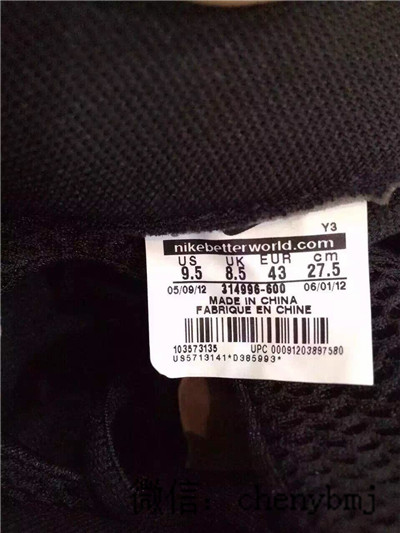 Y3
nikebetterworld.com
US UK EUR cm
9.5 8.5 43 27.5
05/09/12 314996-600 06/01/12
MADE IN CHINA
FABRIQUE EN CHINE
103573135 UPC 00091203897580
US5713141*D385993*
微信：chenybmj